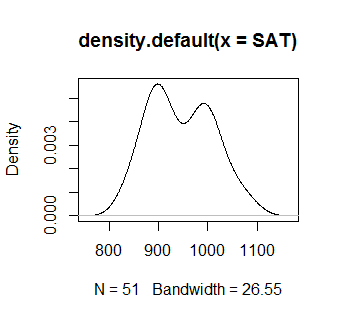 density.default(x = SAT)
Density
0.003
0.000
800 900 1000 1100
N = 51 Bandwidth = 26.55